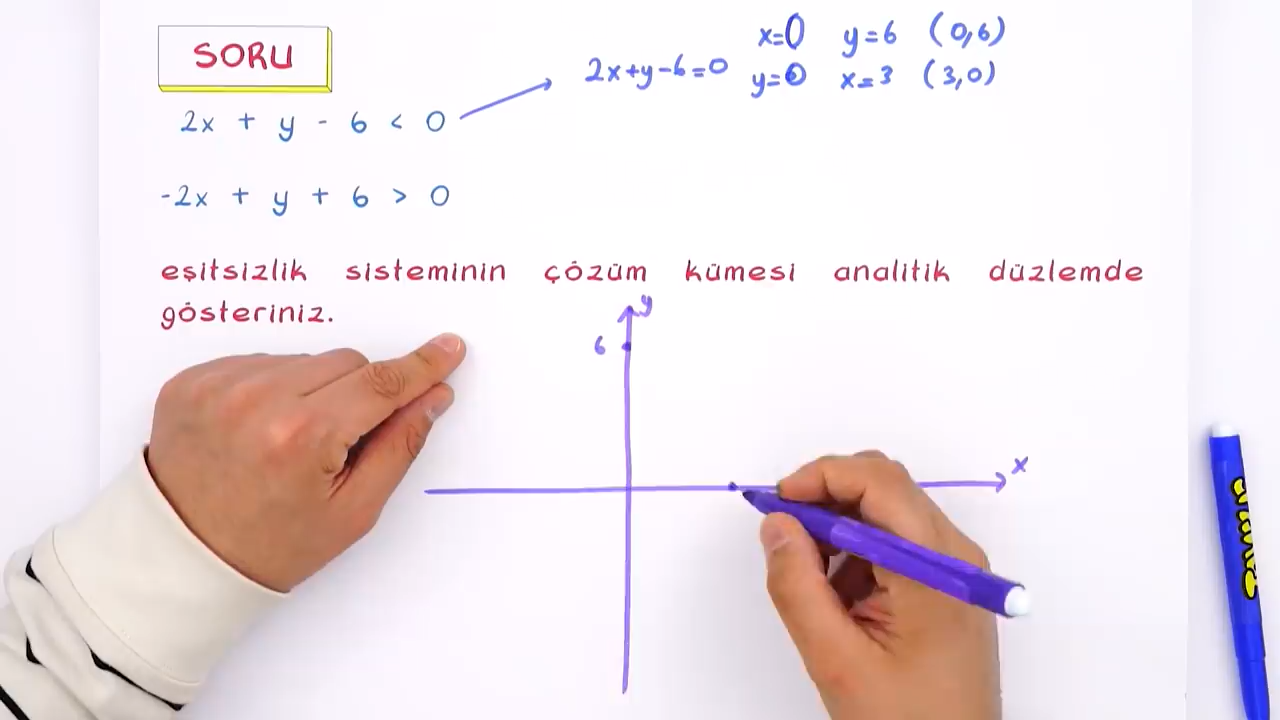 SORU
2x + y - 6 < 0
2x+y-6=0
x=0 y=6 (0,6)
y=0 x=3 (3,0)
-2x + y + 6 > 0
eşitsizlik sisteminin çözüm kümesi analitik düzlemde
gösteriniz.
y
6
x